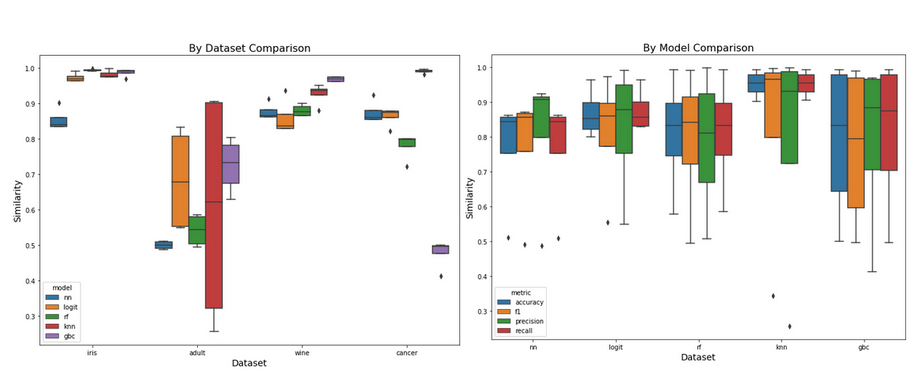 By Dataset Comparison
1.0
0.9
0.8
0.7
0.6
0.5
0.4
0.3
Similarity
model
nn
logit
rf
knn
gbc
iris
adult
wine
cancer
Dataset
By Model Comparison
1.0
0.9
0.8
0.7
0.6
0.5
0.4
0.3
Similarity
metric
accuracy
f1
precision
recall
nn
logit
rf
knn
gbc
Dataset